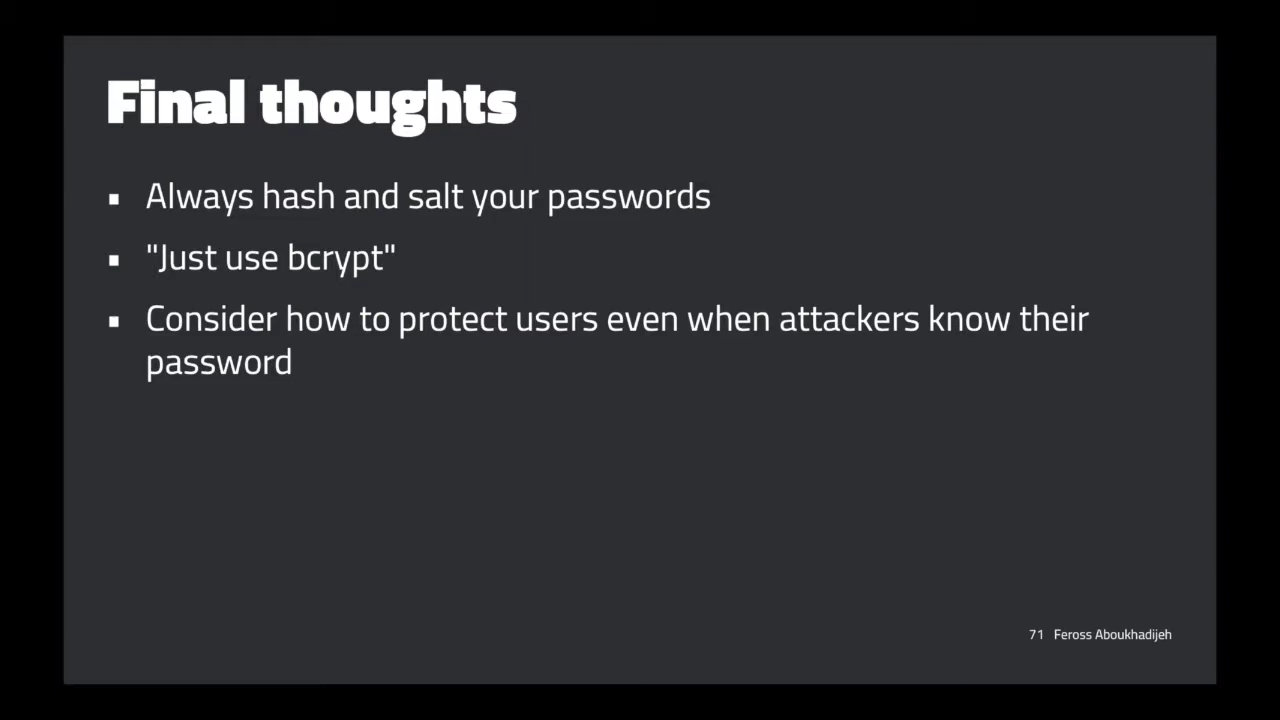 Final thoughts
▪ Always hash and salt your passwords
▪ "Just use bcrypt"
▪ Consider how to protect users even when attackers know their
password
71 Feross Aboukhadijeh